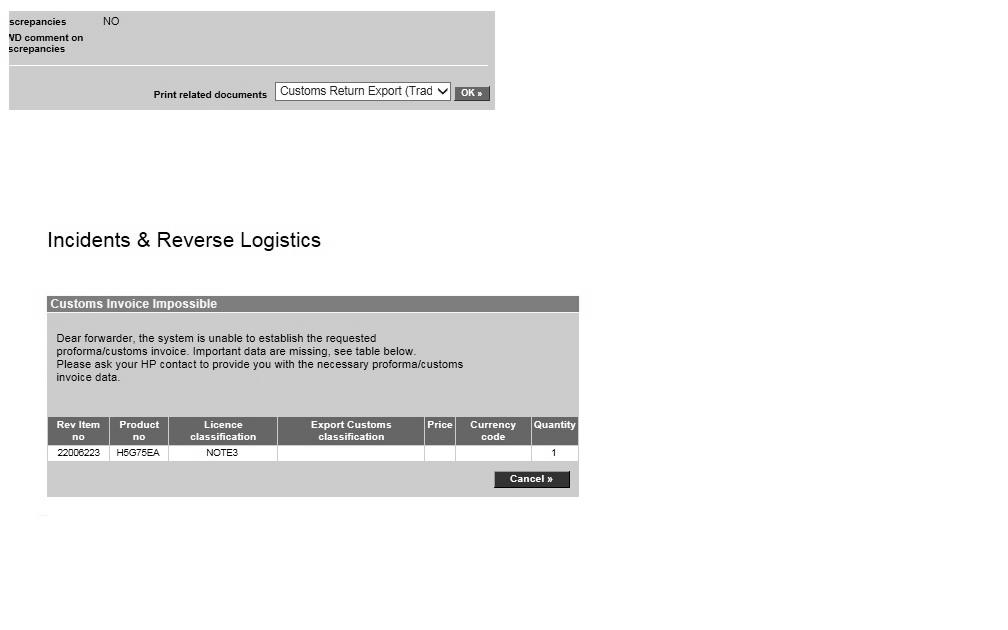 screpancies NO
WD comment on
screpancies
Print related documents Customs Return Export (Trad OK »
Incidents & Reverse Logistics
Customs Invoice Impossible
Dear forwarder, the system is unable to establish the requested
proforma/customs invoice. Important data are missing, see table below.
Please ask your HP contact to provide you with the necessary proforma/customs
invoice data.
Rev Item no Product no Licence classification Export Customs classification Price Currency code Quantity
22006223 H5G75EA NOTE3 1
Cancel »